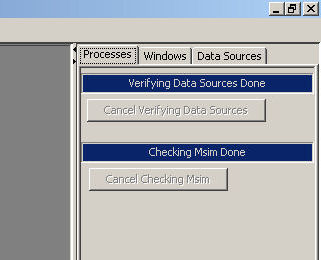 Processes Windows Data Sources
Verifying Data Sources Done
Cancel Verifying Data Sources
Checking Msim Done
Cancel Checking Msim